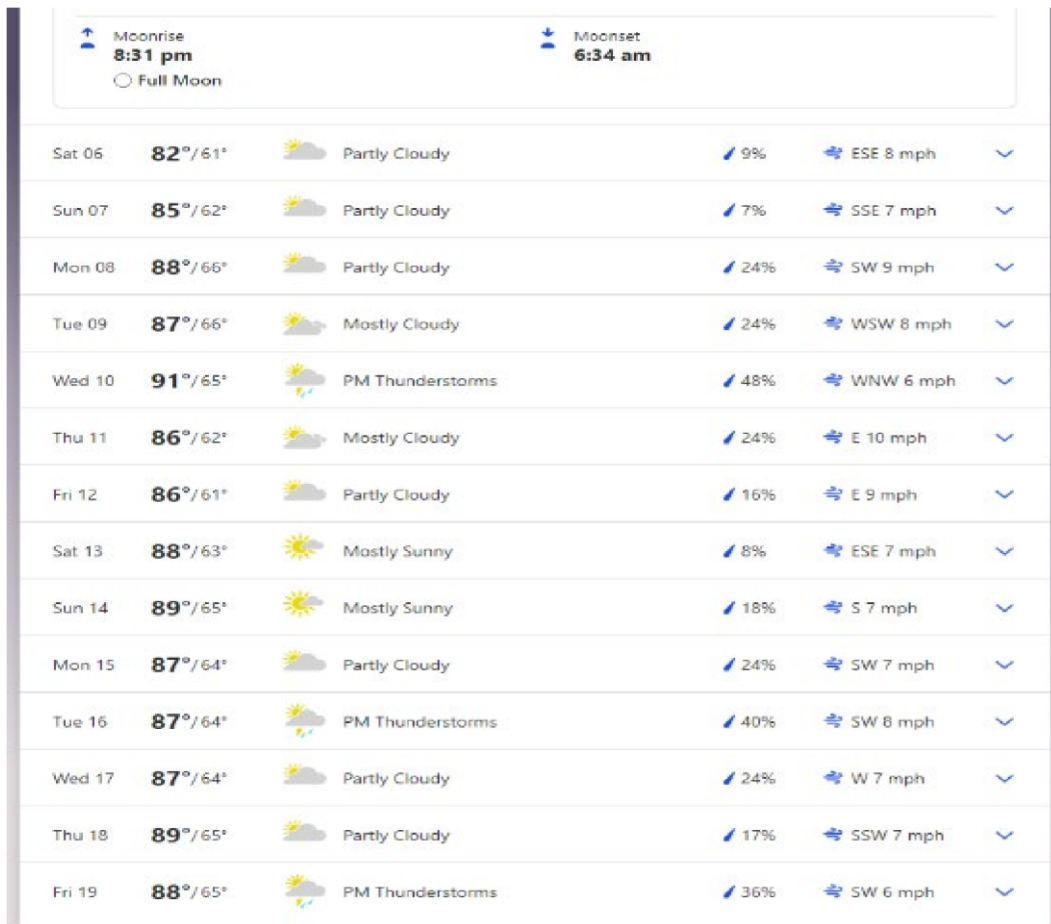 Moonrise Moonset
8:31 pm 6:34 am
Full Moon
Sat 06 82°/61° Partly Cloudy 9% ESE 8 mph
Sun 07 85°/62° Partly Cloudy 7% SSE 7 mph
Mon 08 88°/66° Partly Cloudy 24% SW 9 mph
Tue 09 87°/66° Mostly Cloudy 24% WSW 8 mph
Wed 10 91°/65° PM Thunderstorms 48% WNW 6 mph
Thu 11 86°/62° Mostly Cloudy 24% E 10 mph
Fri 12 86°/61° Partly Cloudy 16% E 9 mph
Sat 13 88°/63° Mostly Sunny 8% ESE 7 mph
Sun 14 89°/65° Mostly Sunny 18% S 7 mph
Mon 15 87°/64° Partly Cloudy 24% SW 7 mph
Tue 16 87°/64° PM Thunderstorms 40% SW 8 mph
Wed 17 87°/64° Partly Cloudy 24% W 7 mph
Thu 18 89°/65° Partly Cloudy 17% SSW 7 mph
Fri 19 88°/65° PM Thunderstorms 36% SW 6 mph